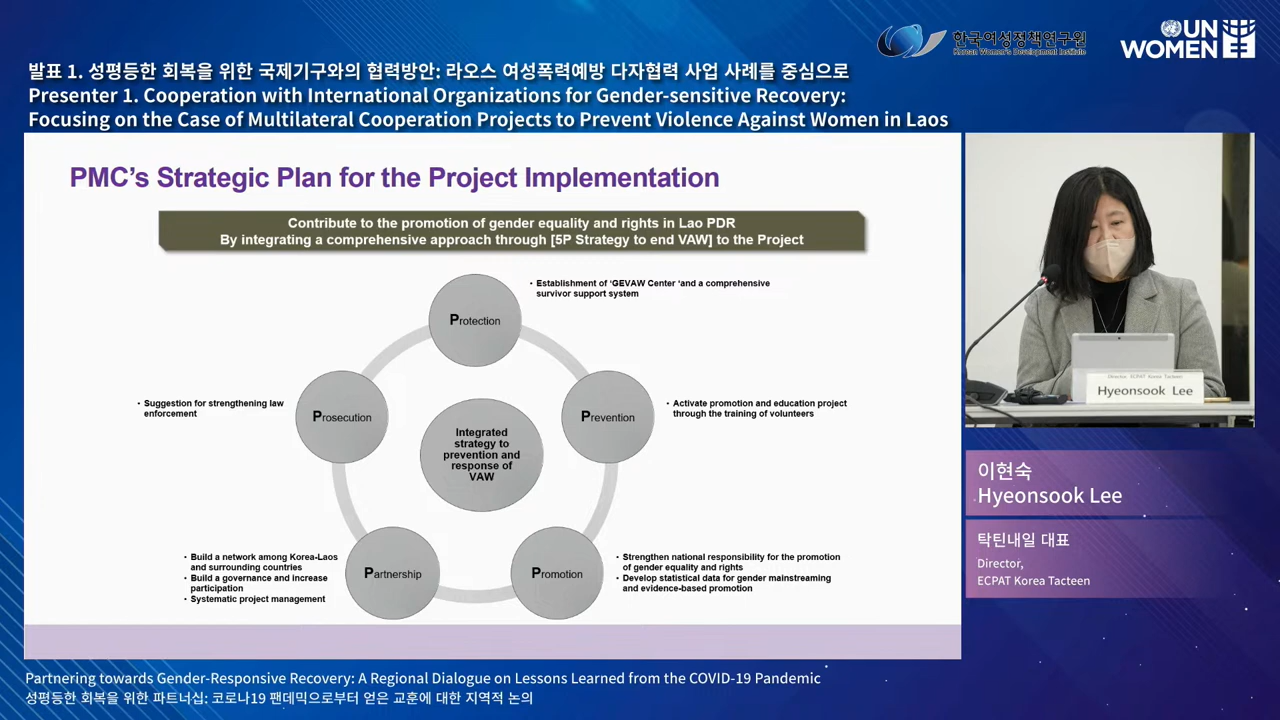 한국여성정책연구원
Korean Women's Development Institute
UN
WOMEN
발표 1. 성평등한 회복을 위한 국제기구와의 협력방안: 라오스 여성폭력예방 다자협력 사업 사례를 중심으로
Presenter 1. Cooperation with International Organizations for Gender-sensitive Recovery:
Focusing on the Case of Multilateral Cooperation Projects to Prevent Violence Against Women in Laos
PMC's Strategic Plan for the Project Implementation
Contribute to the promotion of gender equality and rights in Lao PDR
By integrating a comprehensive approach through [5P Strategy to end VAW] to the Project
Protection
• Establishment of 'GEVAW Center 'and a comprehensive
survivor support system
Prevention
• Activate promotion and education project
through the training of volunteers
Promotion
• Strengthen national responsibility for the promotion
of gender equality and rights
• Develop statistical data for gender mainstreaming
and evidence-based promotion
Partnership
• Build a network among Korea-Laos
and surrounding countries
• Build a governance and increase
participation
• Systematic project management
Prosecution
• Suggestion for strengthening law
enforcement
Integrated
strategy to
prevention and
response of
VAW
Director, ECPAT Korea Tacteen
Hyeonsook Lee
이현숙
Hyeonsook Lee
탁틴내일 대표
Director,
ECPAT Korea Tacteen
Partnering towards Gender-Responsive Recovery: A Regional Dialogue on Lessons Learned from the COVID-19 Pandemic
성평등한 회복을 위한 파트너십: 코로나19 팬데믹으로부터 얻은 교훈에 대한 지역적 논의